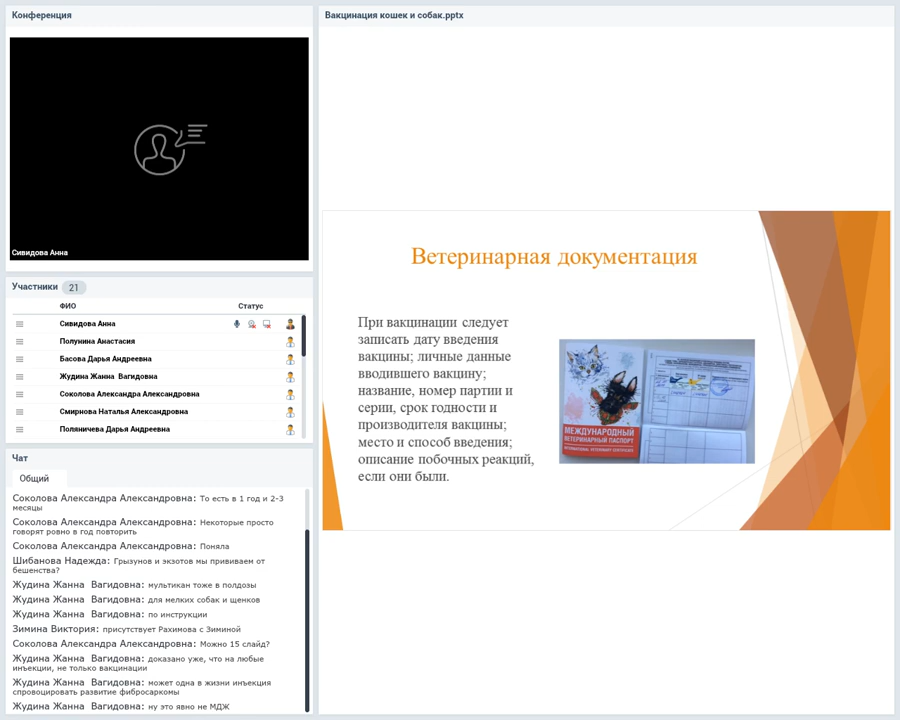 Конференция
Сивидова Анна
Участники 21
ФИО Статус
Сивидова Анна
Полунина Анастасия
Басова Дарья Андреевна
Жудина Жанна Вагидовна
Соколова Александра Александровна
Смирнова Наталья Александровна
Поляничева Дарья Андреевна
Чат
Общий
Соколова Александра Александровна: То есть в 1 год и 2-3
месяцы
Соколова Александра Александровна: Некоторые просто
говорят ровно в год повторить
Соколова Александра Александровна: Поняла
Шибанова Надежда: Грызунов и экзотов мы прививаем от
бешенства?
Жудина Жанна Вагидовна: мультикан тоже в полдозы
Жудина Жанна Вагидовна: для мелких собак и щенков
Жудина Жанна Вагидовна: по инструкции
Зимина Виктория: присутствует Рахимова с Зиминой
Соколова Александра Александровна: Можно 15 слайд?
Жудина Жанна Вагидовна: доказано уже, что на любые
инъекции, не только вакцинации
Жудина Жанна Вагидовна: может одна в жизни инъекция
спровоцировать развитие фибросаркомы
Жудина Жанна Вагидовна: ну это явно не МДЖ
Вакцинация кошек и собак.pptx
Ветеринарная документация
При вакцинации следует
записать дату введения
вакцины; личные данные
вводившего вакцину;
название, номер партии и
серии, срок годности и
производителя вакцины;
место и способ введения;
описание побочных реакций,
если они были.
МЕЖДУНАРОДНЫЙ
ВЕТЕРИНАРНЫЙ ПАСПОРТ
INTERNATIONAL VETERINARY CERTIFICATE